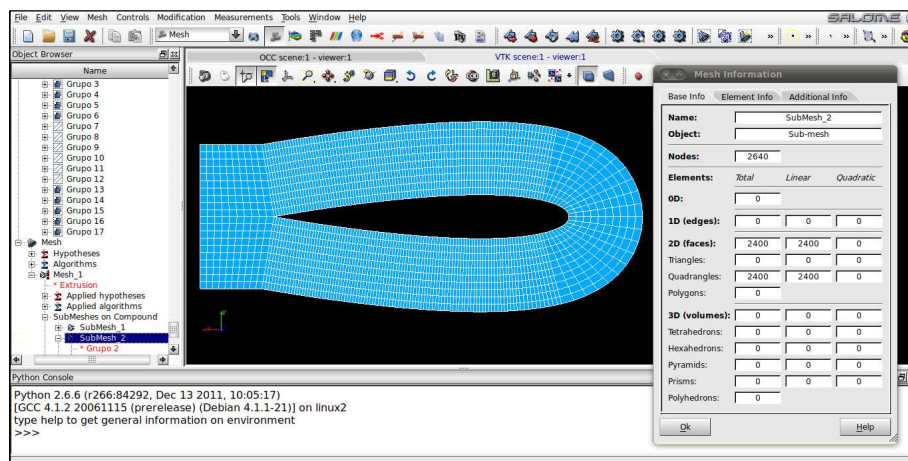 File Edit View Mesh Controls Modification Measurements Tools Window Help
SALOME
Mesh
Object Browser
Name
Grupo 3
Grupo 4
Grupo 5
Grupo 6
Grupo 7
Grupo 8
Grupo 9
Grupo 10
Grupo 11
Grupo 12
Grupo 13
Grupo 14
Grupo 15
Grupo 16
Grupo 17
Mesh
Hypotheses
Algorithms
Mesh_1
* Extrusion
Applied hypotheses
Applied algorithms
SubMeshes on Compound
SubMesh_1
SubMesh_2
* Grupo 2
OCC scene:1 - viewer:1
VTK scene:1 - viewer:1
Mesh Information
Base Info Element Info Additional Info
Name: SubMesh_2
Object: Sub-mesh
Nodes: 2640
Elements: Total Linear Quadratic
0D: 0
1D (edges): 0 0 0
2D (faces): 2400 2400 0
Triangles: 0 0 0
Quadrangles: 2400 2400 0
Polygons: 0
3D (volumes): 0 0 0
Tetrahedrons: 0 0 0
Hexahedrons: 0 0 0
Pyramids: 0 0 0
Prisms: 0 0 0
Polyhedrons: 0
Ok Help
Python Console
Python 2.6.6 (r266:84292, Dec 13 2011, 10:05:17)
[GCC 4.1.2 20061115 (prerelease) (Debian 4.1.1-21)] on linux2
type help to get general information on environment
>>>